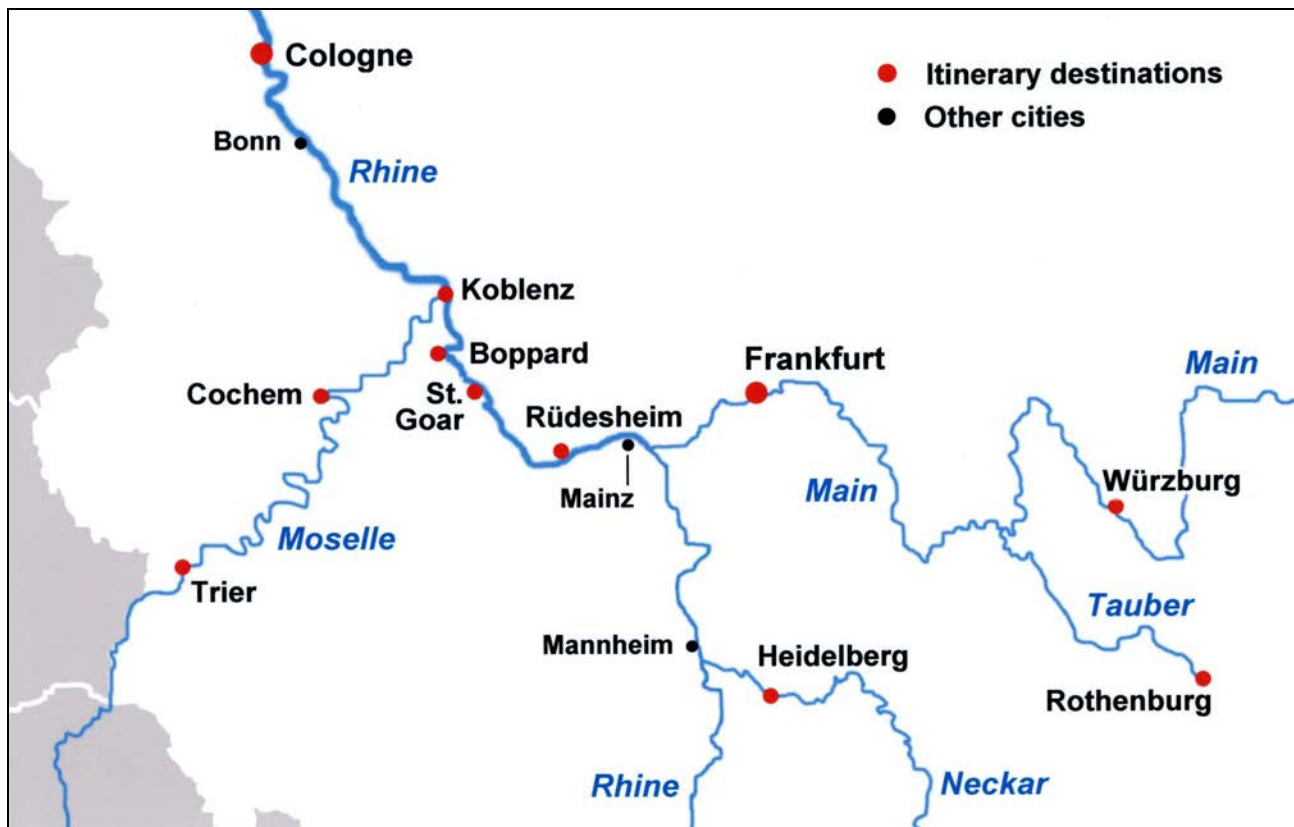 Cologne
Itinerary destinations
Other cities
Bonn
Rhine
Koblenz
Boppard
Frankfurt
Main
Cochem
St.
Goar
Rüdesheim
Mainz
Main
Würzburg
Moselle
Trier
Tauber
Mannheim
Heidelberg
Rothenburg
Rhine
Neckar